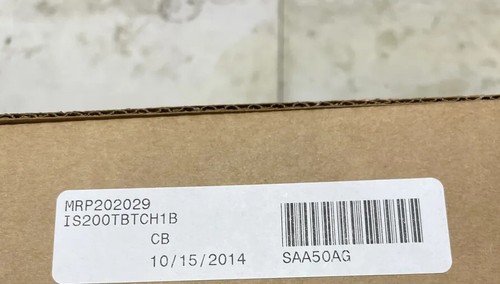 MRP202029
IS200TBTCH1B
CB
10/15/2014
SAA50AG